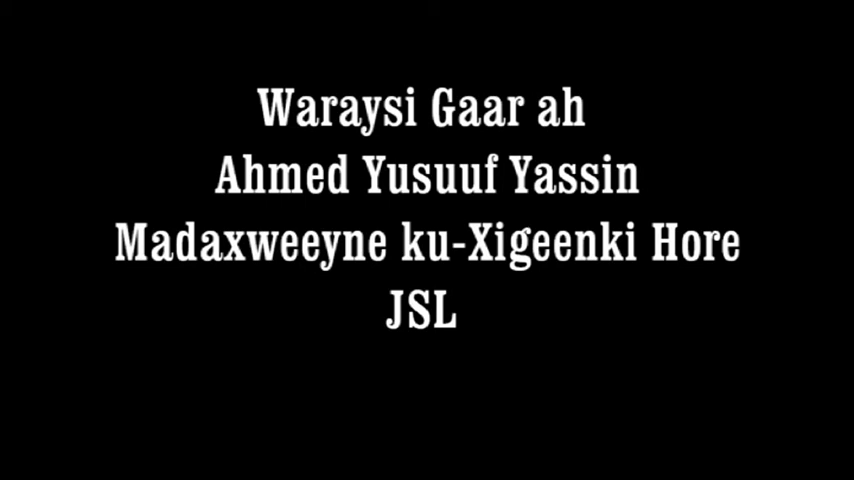 Waraysi Gaar ah
Ahmed Yusuuf Yassin
Madaxweeyne ku-Xigeenki Hore
JSL